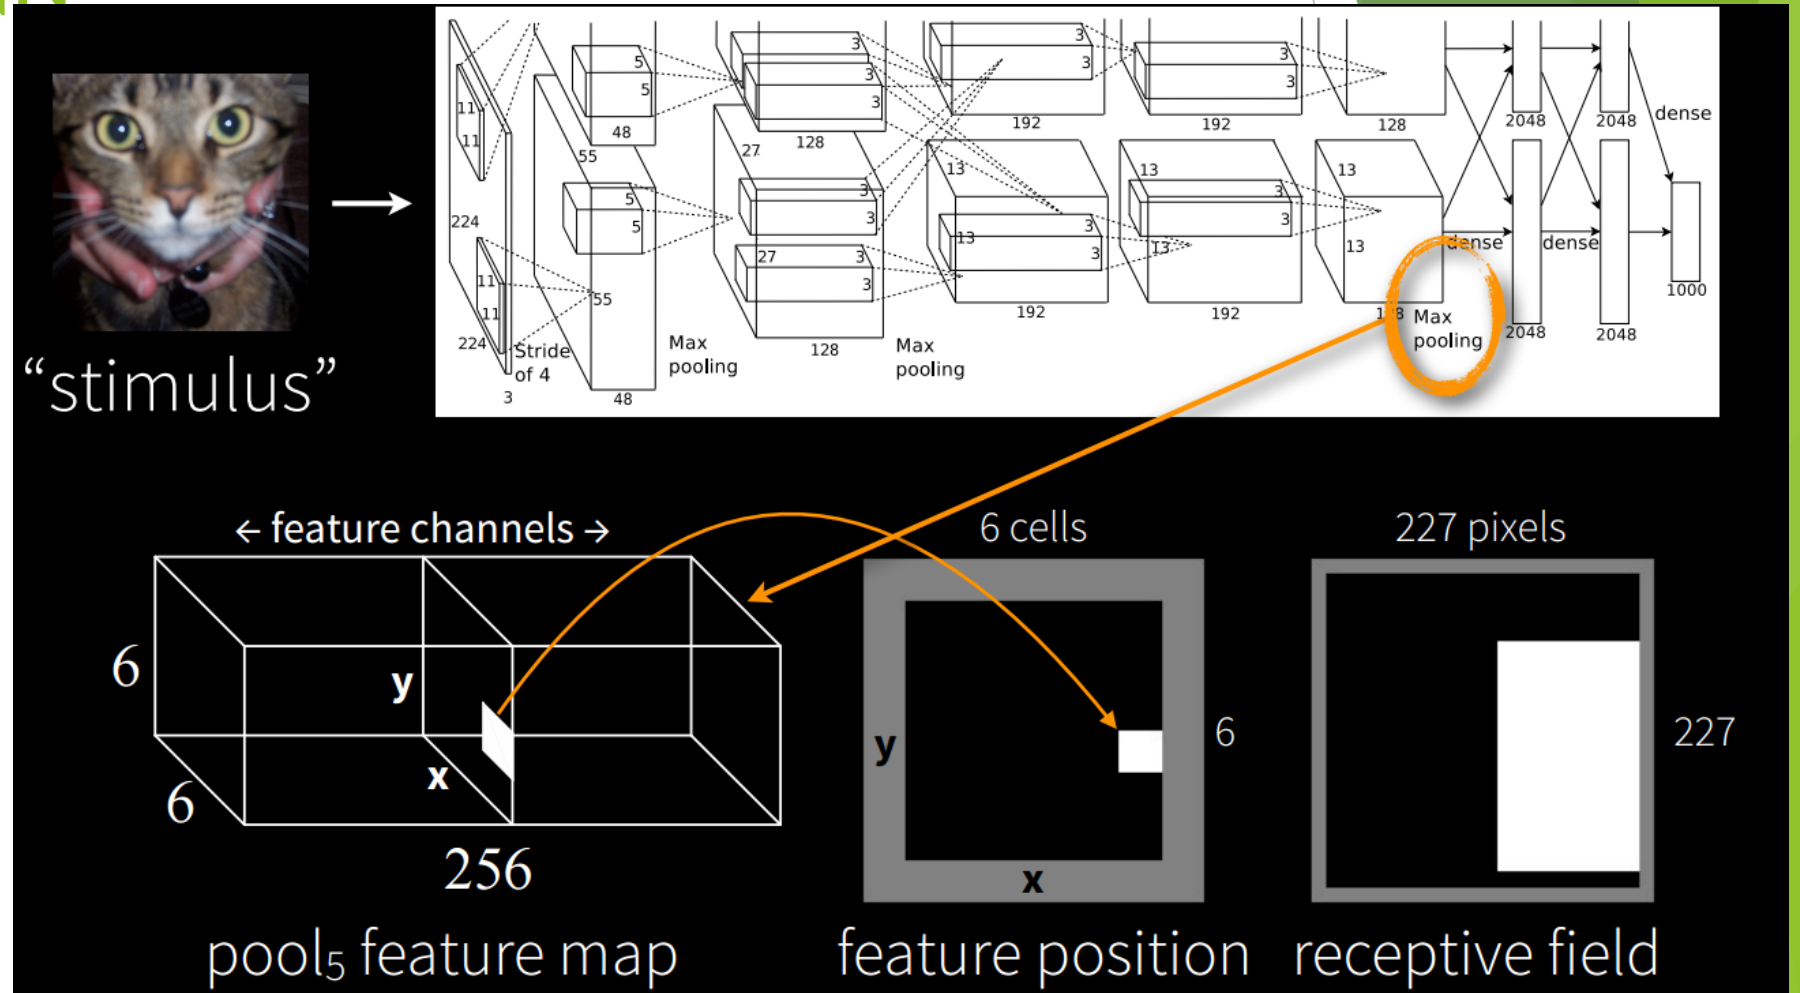 11
11
224
11
11
224
3
Stride
of 4
5
5
48
55
5
5
55
48
Max
pooling
3
3
3
128
27
3
3
27
3
3
128
Max
pooling
3
3
192
13
3
13
3
192
3
3
192
13
3
3
13
192
128
13
13
Max
pooling
dense
2048
dense
2048
2048
2048
dense
1000
“stimulus”
← feature channels →
6
6
y
x
256
pool5 feature map
6 cells
y
x
6
feature position
227 pixels
227
receptive field